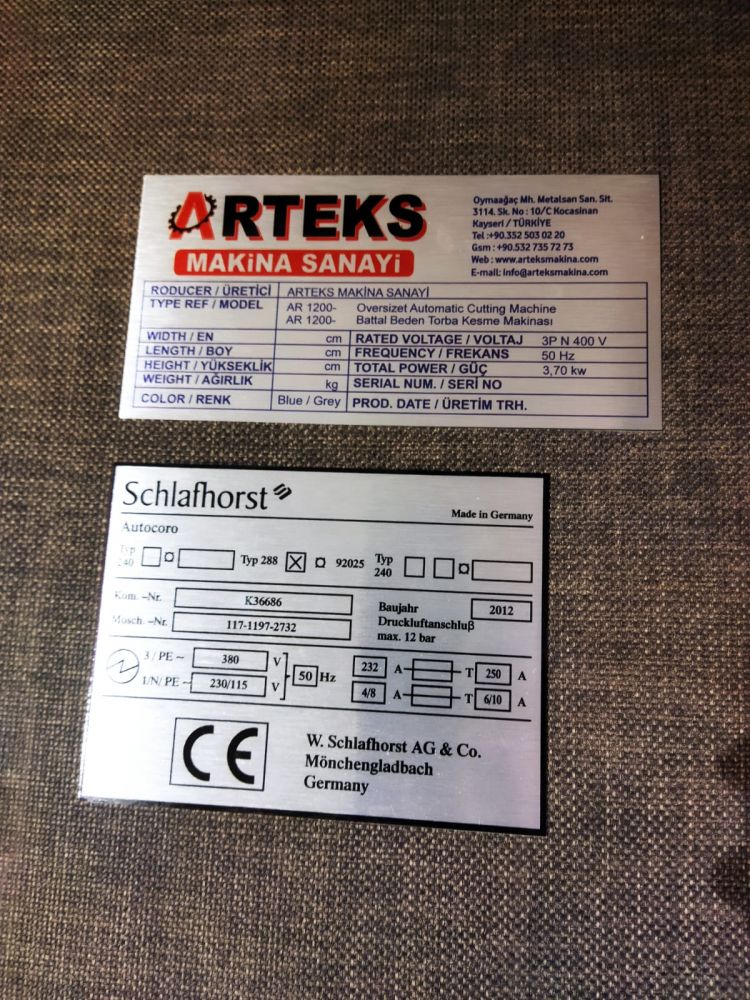 ARTEKS
MAKiNA SANAYi
Oymaağaç Mh. Metalsan San. Sit.
3114. Sk. No : 10/C Kocasinan
Kayseri / TÜRKİYE
Tel :+90.352 503 02 20
Gsm : +90.532 735 72 73
Web : www.arteksmakina.com
E-mail: info@arteksmakina.com
RODUCER / ÜRETİCİ ARTEKS MAKİNA SANAYİ
TYPE REF / MODEL AR 1200- Oversizet Automatic Cutting Machine
AR 1200- Battal Beden Torba Kesme Makinası
WIDTH / EN cm RATED VOLTAGE / VOLTAJ 3P N 400 V
LENGTH / BOY cm FREQUENCY / FREKANS 50 Hz
HEIGHT / YÜKSEKLİK cm TOTAL POWER / GÜÇ 3,70 kw
WEIGHT / AĞIRLIK kg SERIAL NUM. / SERİ NO
COLOR / RENK Blue / Grey PROD. DATE / ÜRETİM TRH.
Schlafhorst
Made in Germany
Autocoro
Typ 240 Typ 288 X 92025 Typ 240
Kom. –Nr. K36686 Baujahr 2012
Masch. –Nr. 117-1197-2732 Druckluftanschluß
max. 12 bar
3 / PE ~ 380 V 50 Hz 232 A T 250 A
1/N/ PE ~ 230/115 V 4/8 A T 6/10 A
CE
W. Schlafhorst AG & Co.
Mönchengladbach
Germany